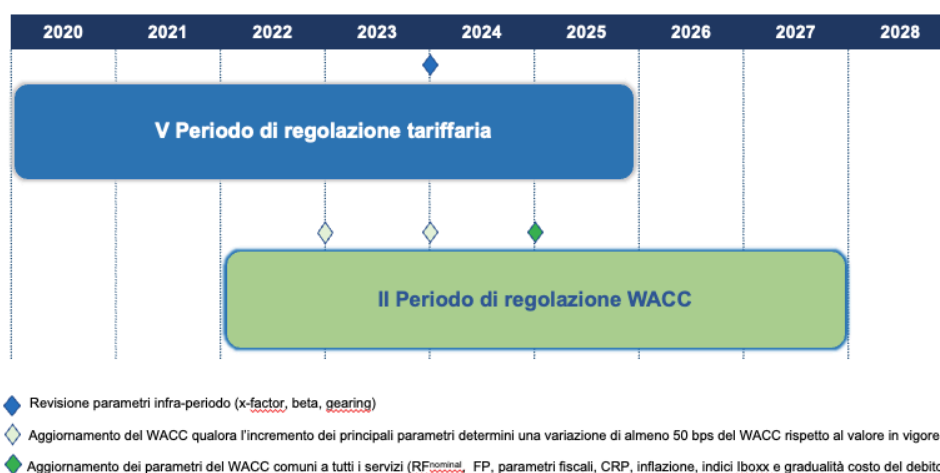 2020 2021 2022 2023 2024 2025 2026 2027 2028
V Periodo di regolazione tariffaria
II Periodo di regolazione WACC
Revisione parametri infra-periodo (x-factor, beta, gearing)
Aggiornamento del WACC qualora l'incremento dei principali parametri determini una variazione di almeno 50 bps del WACC rispetto al valore in vigore
Aggiornamento dei parametri del WACC comuni a tutti i servizi (RFnominal, FP, parametri fiscali, CRP, inflazione, indici Iboxx e gradualità costo del debito